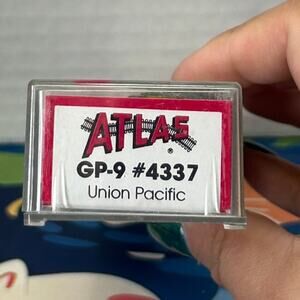 ATLAS®
GP-9 #4337
Union Pacific